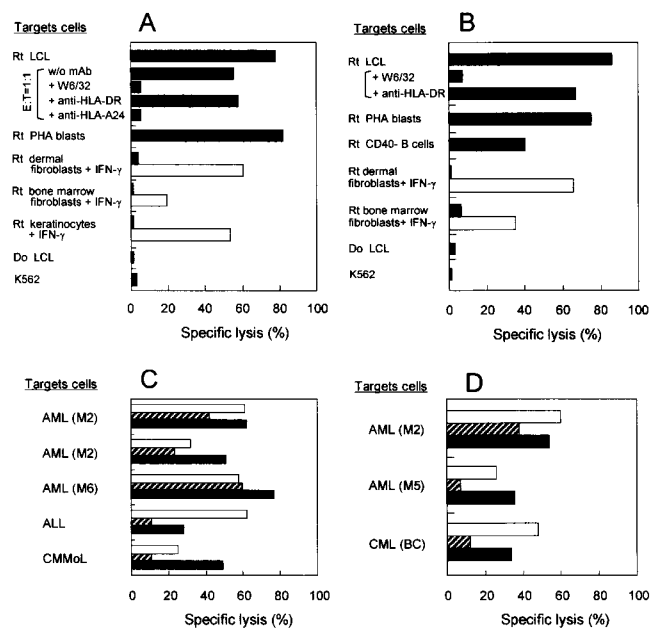 A
Targets cells
Rt LCL
E:T=1:1
w/o mAb
+ W6/32
+ anti-HLA-DR
+ anti-HLA-A24
Rt PHA blasts
Rt dermal
fibroblasts + IFN-γ
Rt bone marrow
fibroblasts + IFN-γ
Rt keratinocytes
+ IFN-γ
Do LCL
K562
0 20 40 60 80 100
Specific lysis (%)
B
Targets cells
Rt LCL
+ W6/32
+ anti-HLA-DR
Rt PHA blasts
Rt CD40- B cells
Rt dermal
fibroblasts+ IFN-γ
Rt bone marrow
fibroblasts+ IFN-γ
Do LCL
K562
0 20 40 60 80 100
Specific lysis (%)
C
Targets cells
AML (M2)
AML (M2)
AML (M6)
ALL
CMMoL
0 20 40 60 80 100
Specific lysis (%)
D
Targets cells
AML (M2)
AML (M5)
CML (BC)
0 20 40 60 80 100
Specific lysis (%)